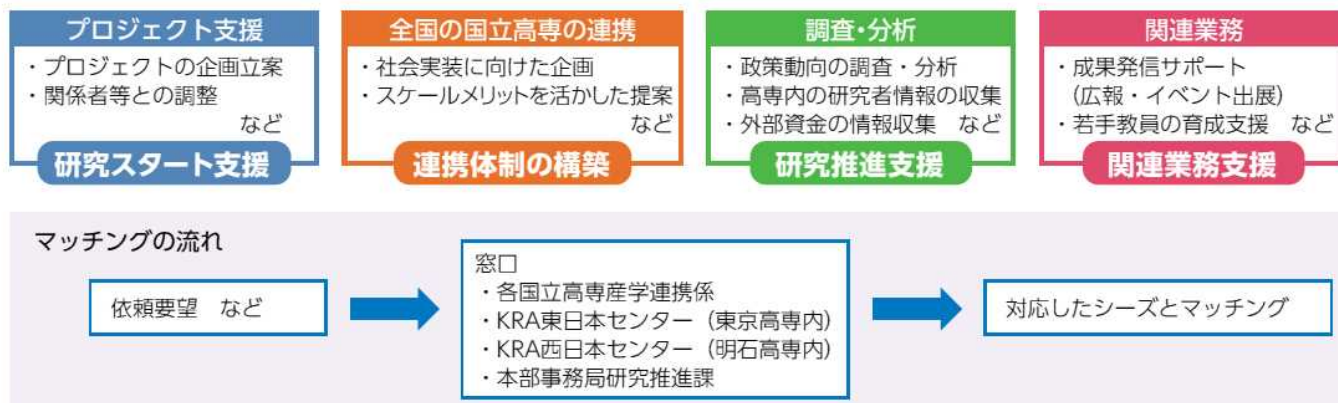 プロジェクト支援
・プロジェクトの企画立案
・関係者等との調整
など
研究スタート支援
全国の国立高専の連携
・社会実装に向けた企画
・スケールメリットを活かした提案
など
連携体制の構築
調査・分析
・政策動向の調査・分析
・高専内の研究者情報の収集
・外部資金の情報収集　など
研究推進支援
関連業務
・成果発信サポート
（広報・イベント出展）
・若手教員の育成支援　など
関連業務支援
マッチングの流れ
依頼要望　など
窓口
・各国立高専産学連携係
・KRA東日本センター（東京高専内）
・KRA西日本センター（明石高専内）
・本部事務局研究推進課
対応したシーズとマッチング